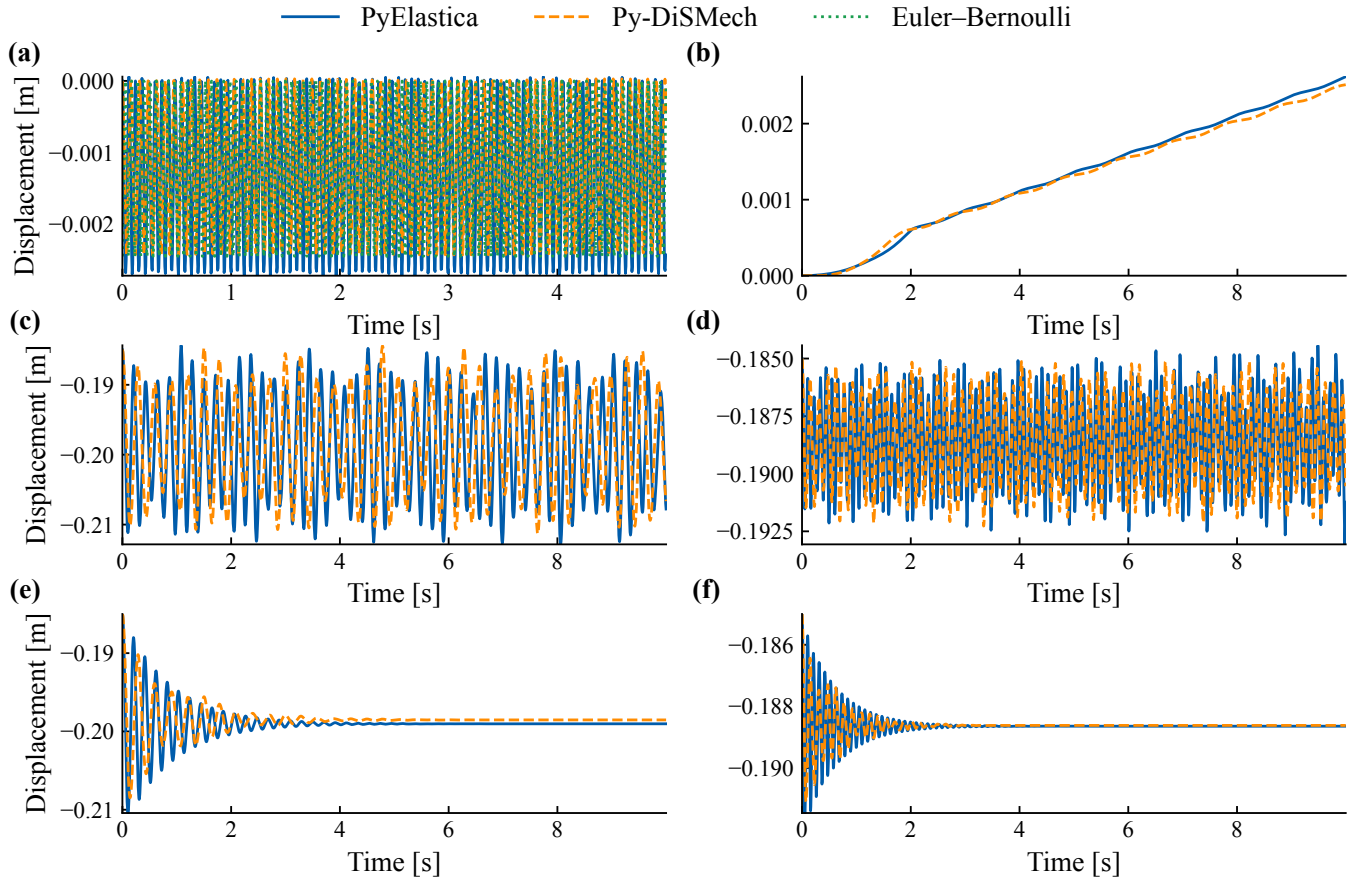 PyElastica Py-DiSMech Euler–Bernoulli
(a) (b)
Displacement [m]
0.000
−0.001
−0.002
0 1 2 3 4
Time [s]
0.002
0.001
0.000
0 2 4 6 8
Time [s]
(c) (d)
Displacement [m]
−0.19
−0.20
−0.21
0 2 4 6 8
Time [s]
Displacement [m]
−0.1850
−0.1875
−0.1900
−0.1925
0 2 4 6 8
Time [s]
(e) (f)
Displacement [m]
−0.19
−0.20
−0.21
0 2 4 6 8
Time [s]
−0.186
−0.188
−0.190
0 2 4 6 8
Time [s]